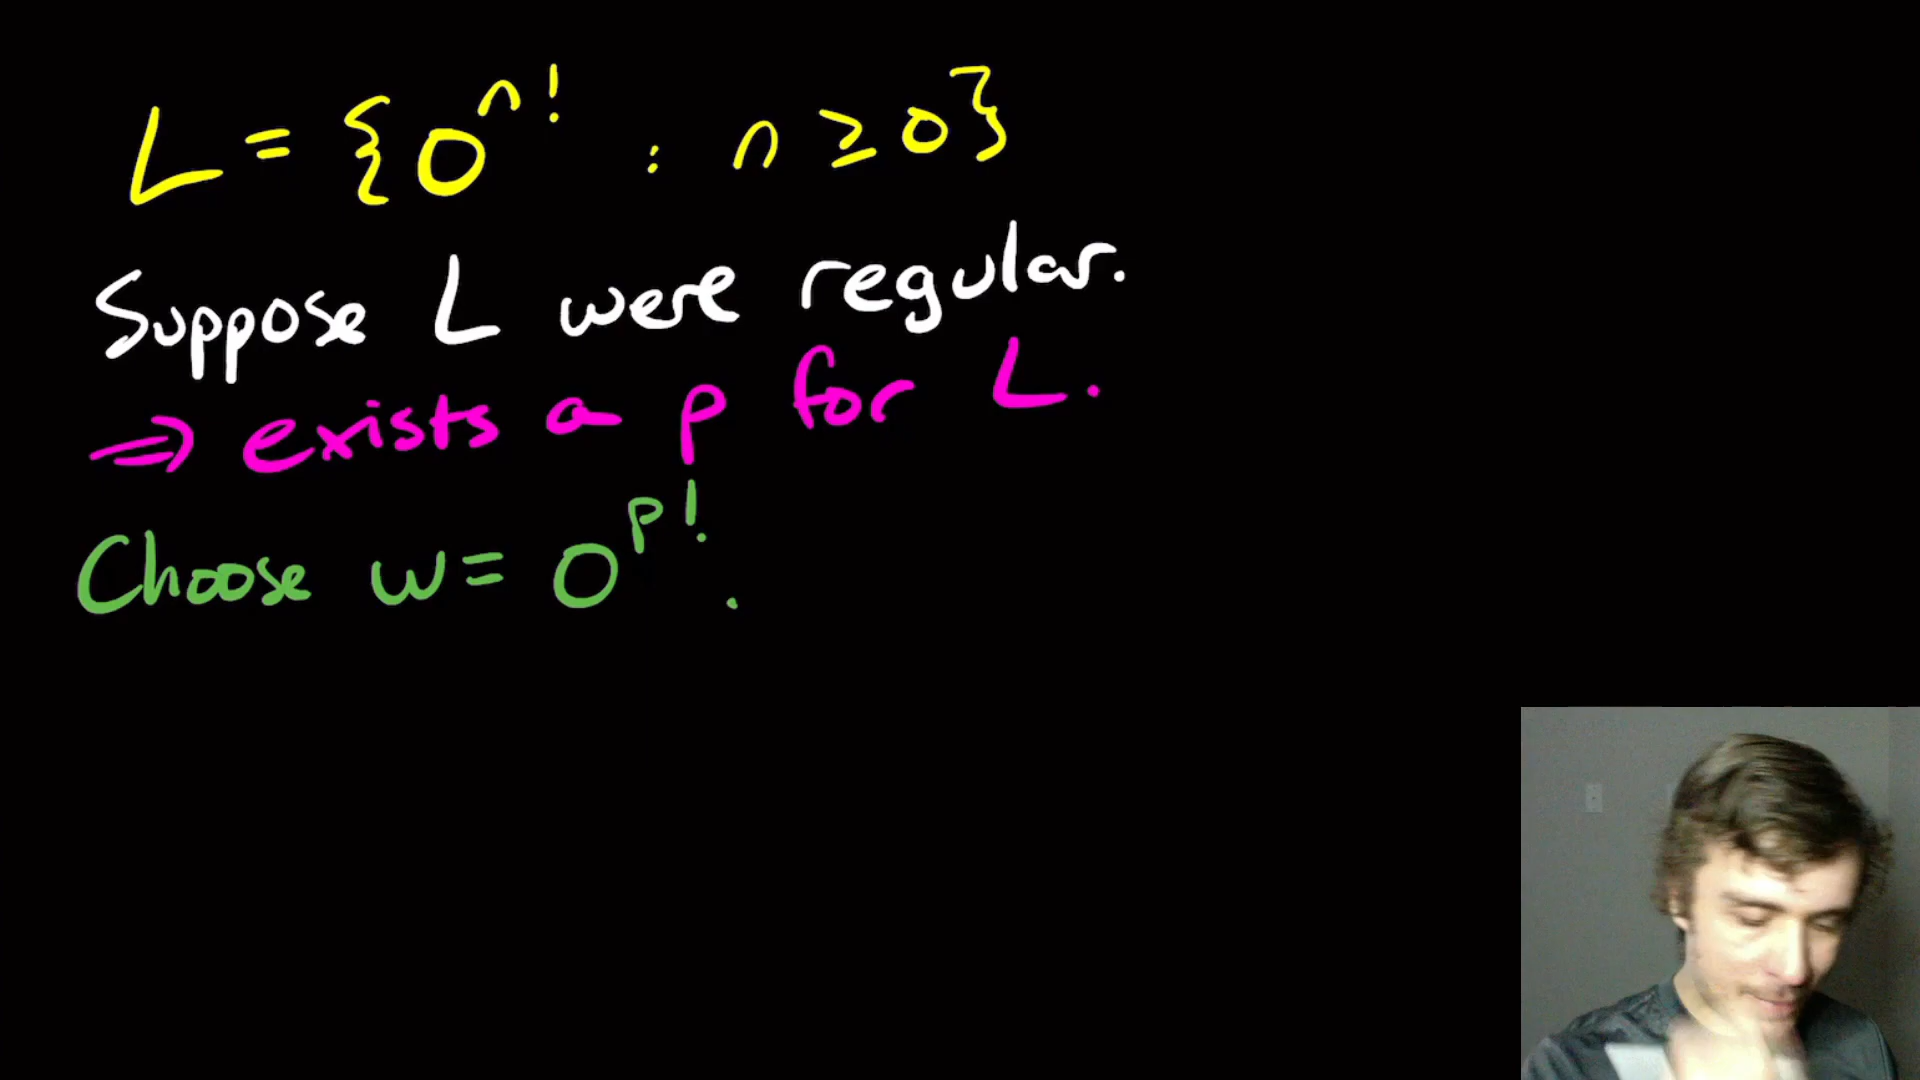 L = {0^n! : n ≥ 0}
Suppose L were regular.
⇒ exists a p for L.
Choose w = 0^p! .